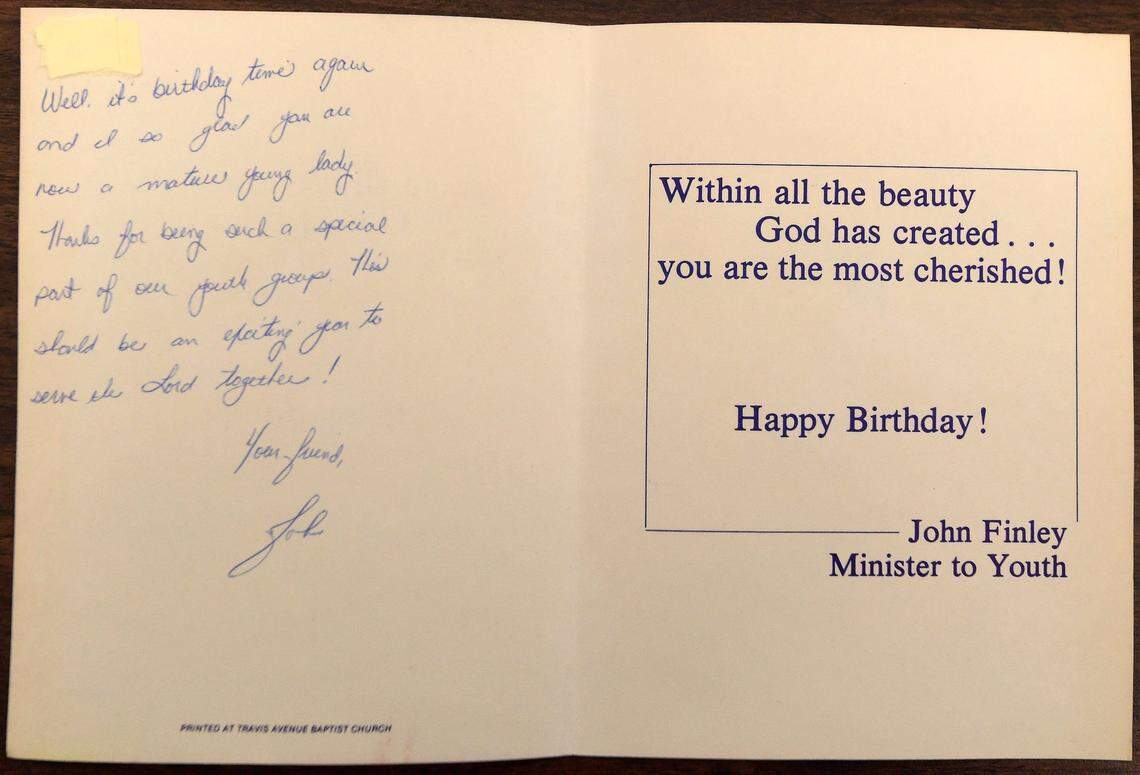 Well. it's birthday time again
and I so glad you are
now a mature young lady.
Thanks for being such a special
part of our youth group. This
should be an exciting year to
serve the Lord together!
Your friend,
John
PRINTED AT TRAVIS AVENUE BAPTIST CHURCH
Within all the beauty
God has created . . .
you are the most cherished!
Happy Birthday!
John Finley
Minister to Youth